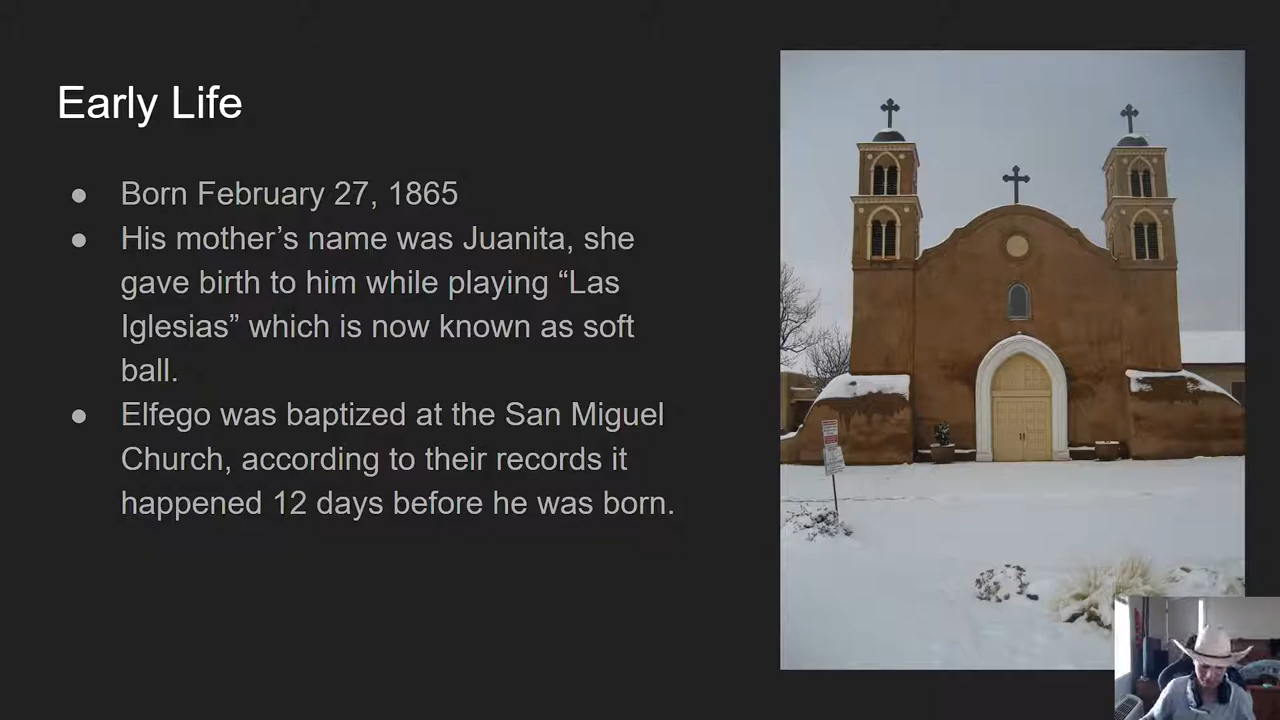 Early Life
● Born February 27, 1865
● His mother’s name was Juanita, she
gave birth to him while playing “Las
Iglesias” which is now known as soft
ball.
● Elfego was baptized at the San Miguel
Church, according to their records it
happened 12 days before he was born.